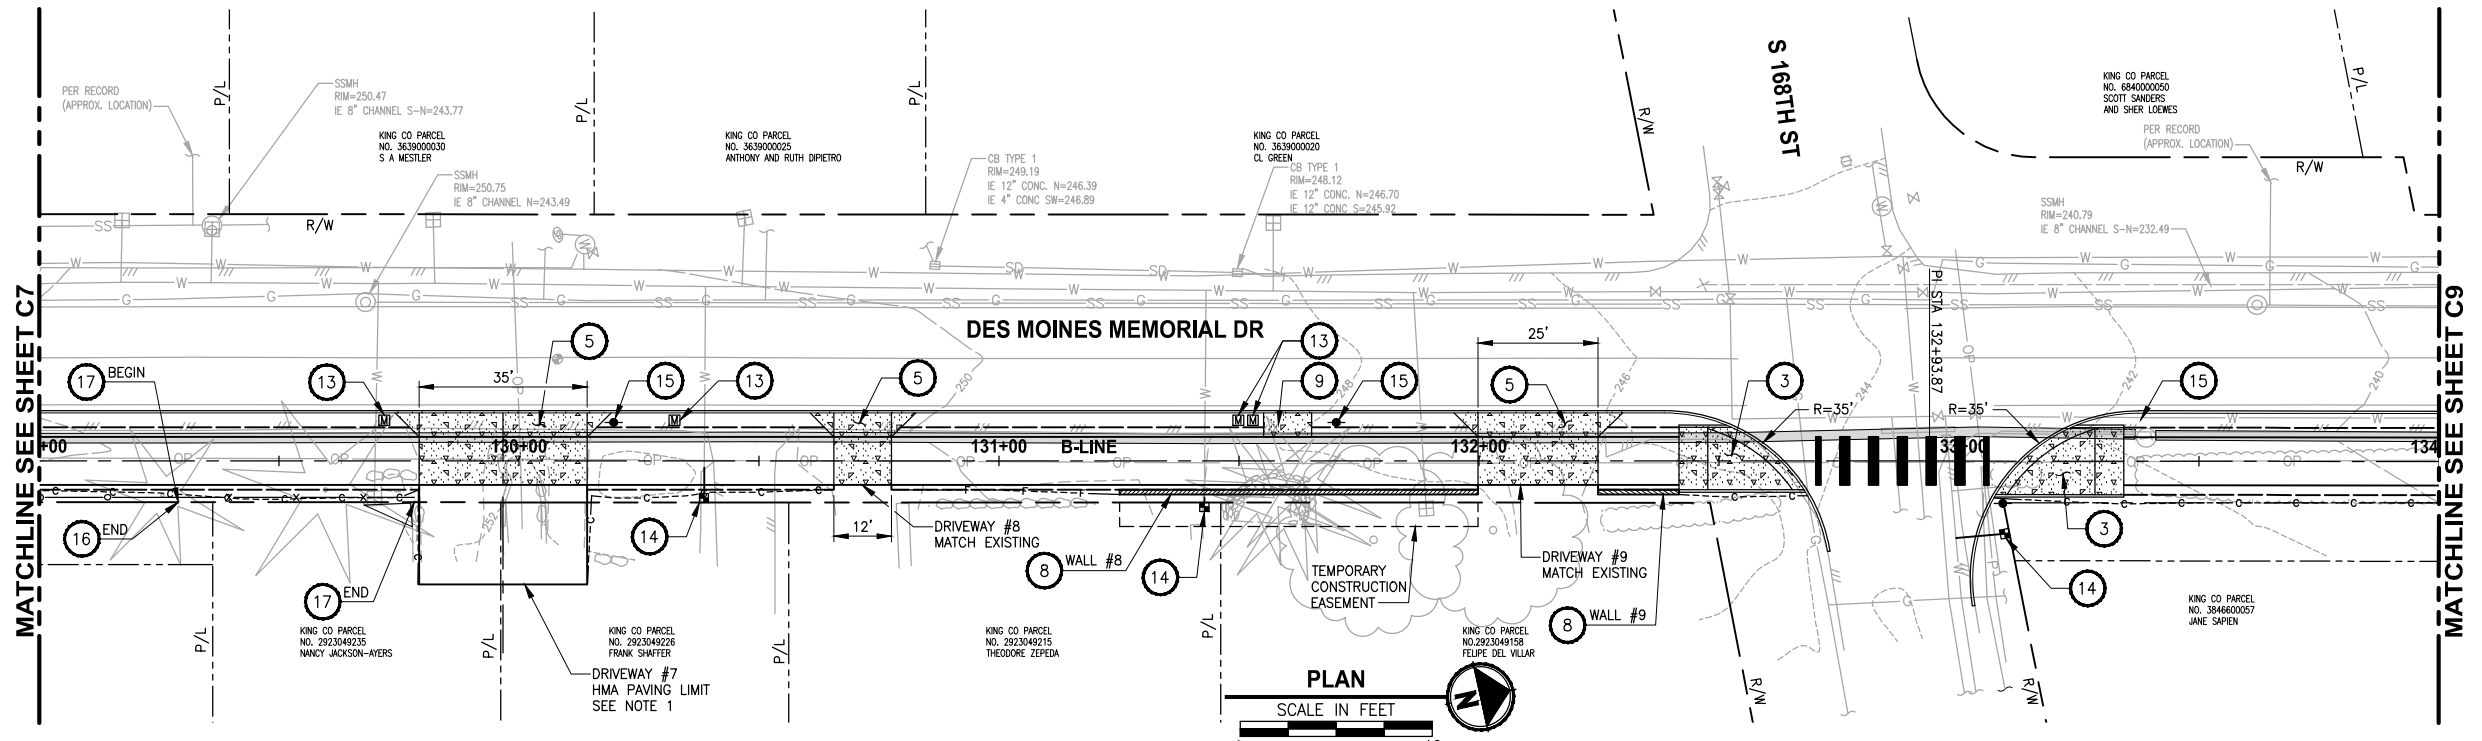 MATCHLINE SEE SHEET C7
PER RECORD
(APPROX. LOCATION)
P/L
SSMH
RIM=250.47
IE 8" CHANNEL S-N=243.77
KING CO PARCEL
NO. 3639000030
S A MESTLER
SSMH
RIM=250.75
IE 8" CHANNEL N=243.49
R/W
P/L
KING CO PARCEL
NO. 3639000025
ANTHONY AND RUTH DIPIETRO
P/L
CB TYPE 1
RIM=249.19
IE 12" CONC. N=246.39
IE 4" CONC SW=246.89
KING CO PARCEL
NO. 3639000020
CL GREEN
CB TYPE 1
RIM=248.12
IE 12" CONC. N=246.70
IE 12" CONC S=245.92
R/W
S 168TH ST
KING CO PARCEL
NO. 6840000050
SCOTT SANDERS
AND SHER LOEWES
PER RECORD
(APPROX. LOCATION)
P/L
R/W
SSMH
RIM=240.79
IE 8" CHANNEL S-N=232.49
PI STA 132+93.87
DES MOINES MEMORIAL DR
17 BEGIN
13
35'
5
15
13
5
250
13
9
248
15
25'
5
246
3
R=35'
244
R=35'
242
15
240
+00
130+00
131+00
B-LINE
132+00
33+00
134
16 END
17 END
252
14
12'
DRIVEWAY #8
MATCH EXISTING
8 WALL #8
14
TEMPORARY
CONSTRUCTION
EASEMENT
DRIVEWAY #9
MATCH EXISTING
8 WALL #9
3
14
P/L
KING CO PARCEL
NO. 2923049235
NANCY JACKSON-AYERS
P/L
KING CO PARCEL
NO. 2923049226
FRANK SHAFFER
DRIVEWAY #7
HMA PAVING LIMIT
SEE NOTE 1
P/L
KING CO PARCEL
NO. 2923049215
THEODORE ZEPEDA
P/L
KING CO PARCEL
NO.2923049158
FELIPE DEL VILLAR
R/W
R/W
KING CO PARCEL
NO. 3846600057
JANE SAPIEN
PLAN
SCALE IN FEET
N
MATCHLINE SEE SHEET C9